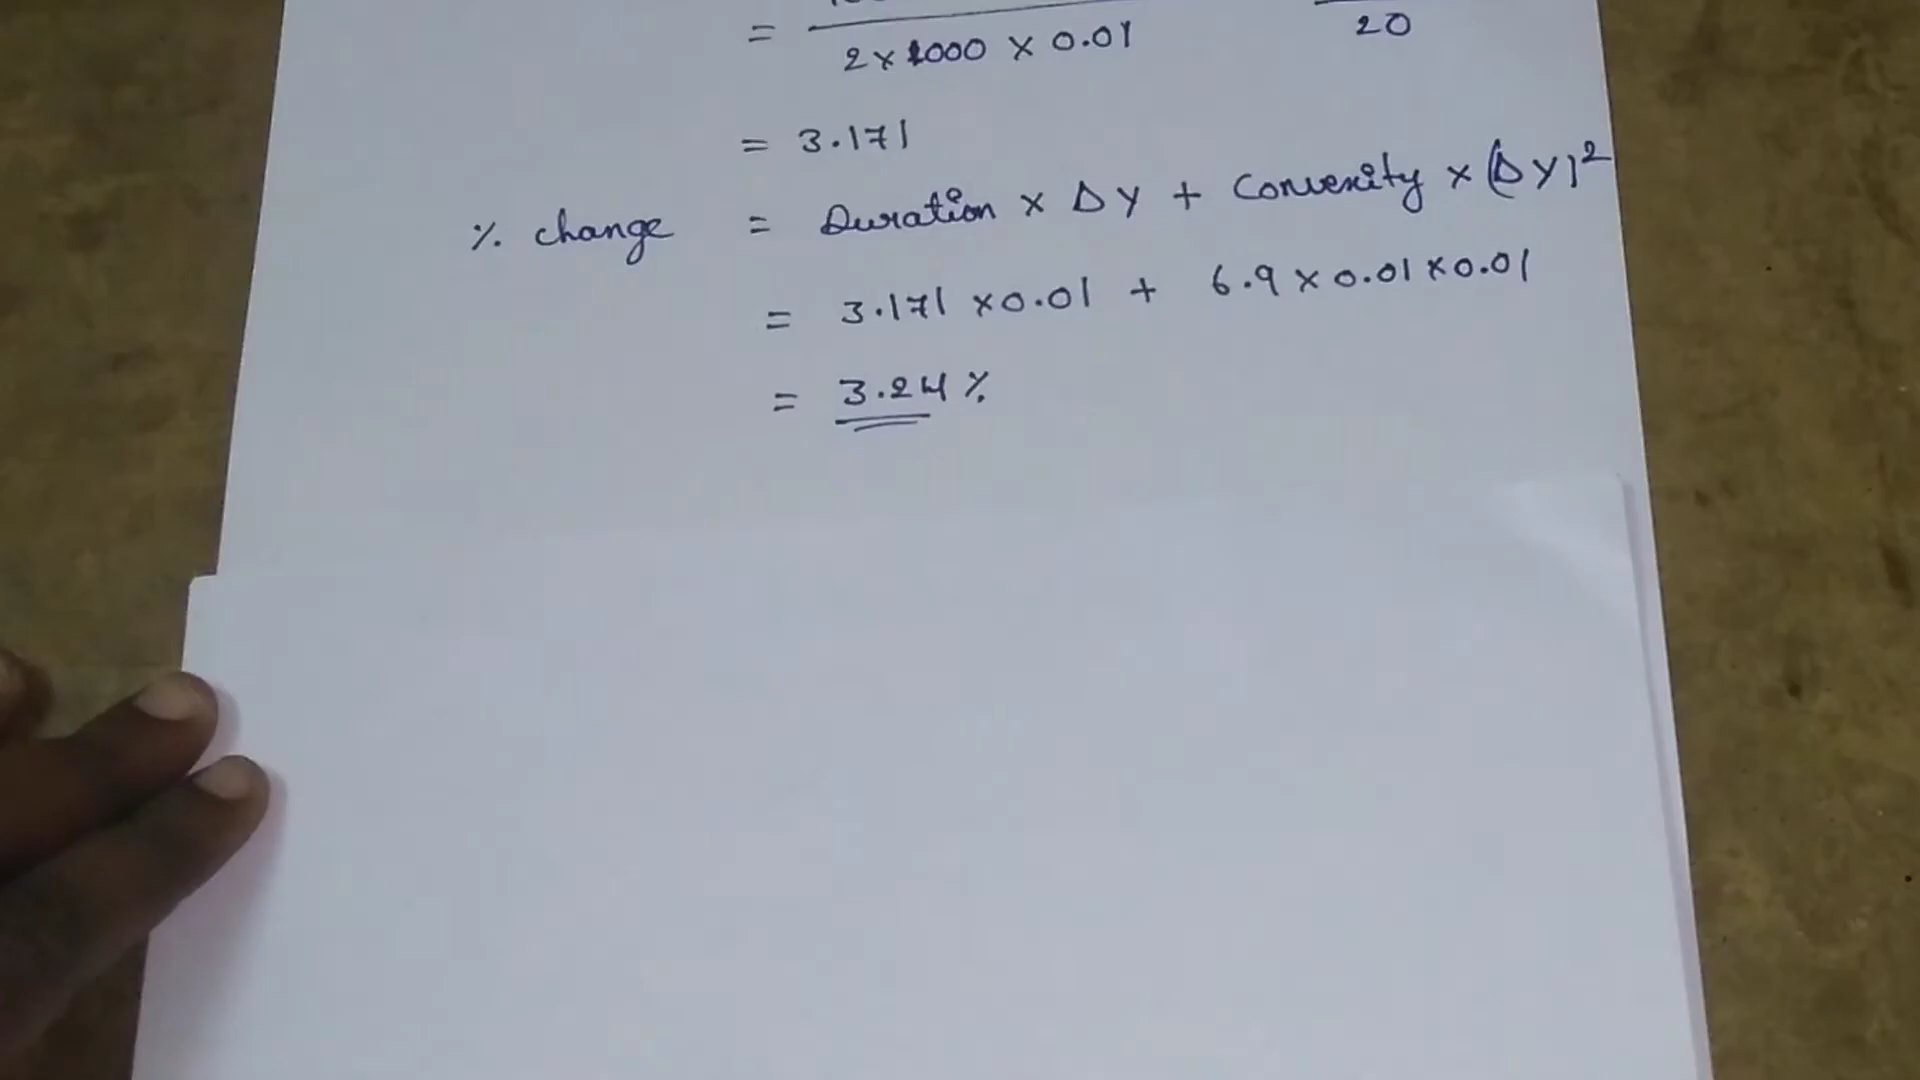 = 2 × 1000 × 0.01 20
= 3.171
% change = Duration × Δy + Convexity × (Δy)²
= 3.171 × 0.01 + 6.9 × 0.01 × 0.01
= 3.24 %